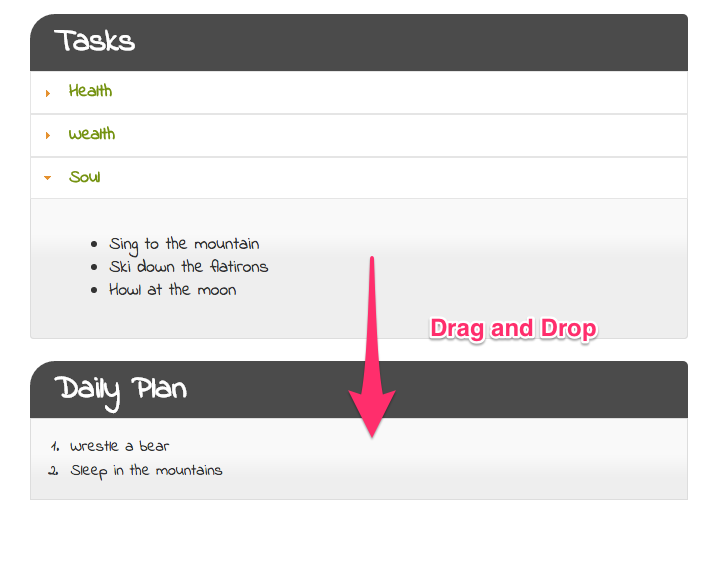 Tasks
Health
Wealth
Soul
Sing to the mountain
Ski down the flatirons
Howl at the moon
Drag and Drop
Daily Plan
1. Wrestle a bear
2. Sleep in the mountains